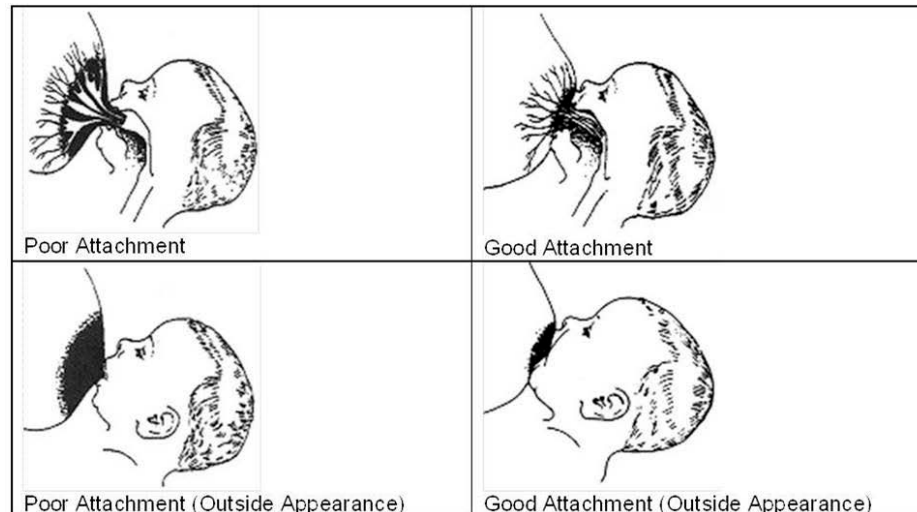 Poor Attachment
Good Attachment
Poor Attachment (Outside Appearance)
Good Attachment (Outside Appearance)